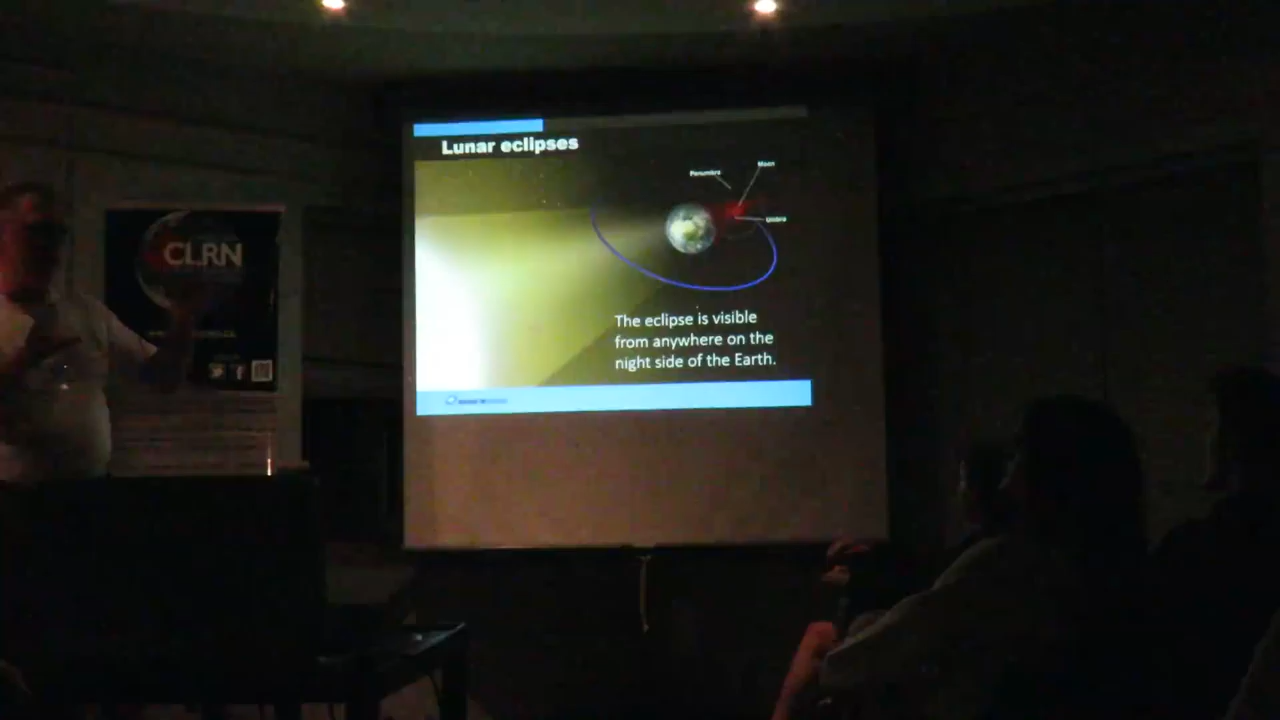 Lunar eclipses
Moon
Penumbra
Umbra
CLRN
The eclipse is visible
from anywhere on the
night side of the Earth.